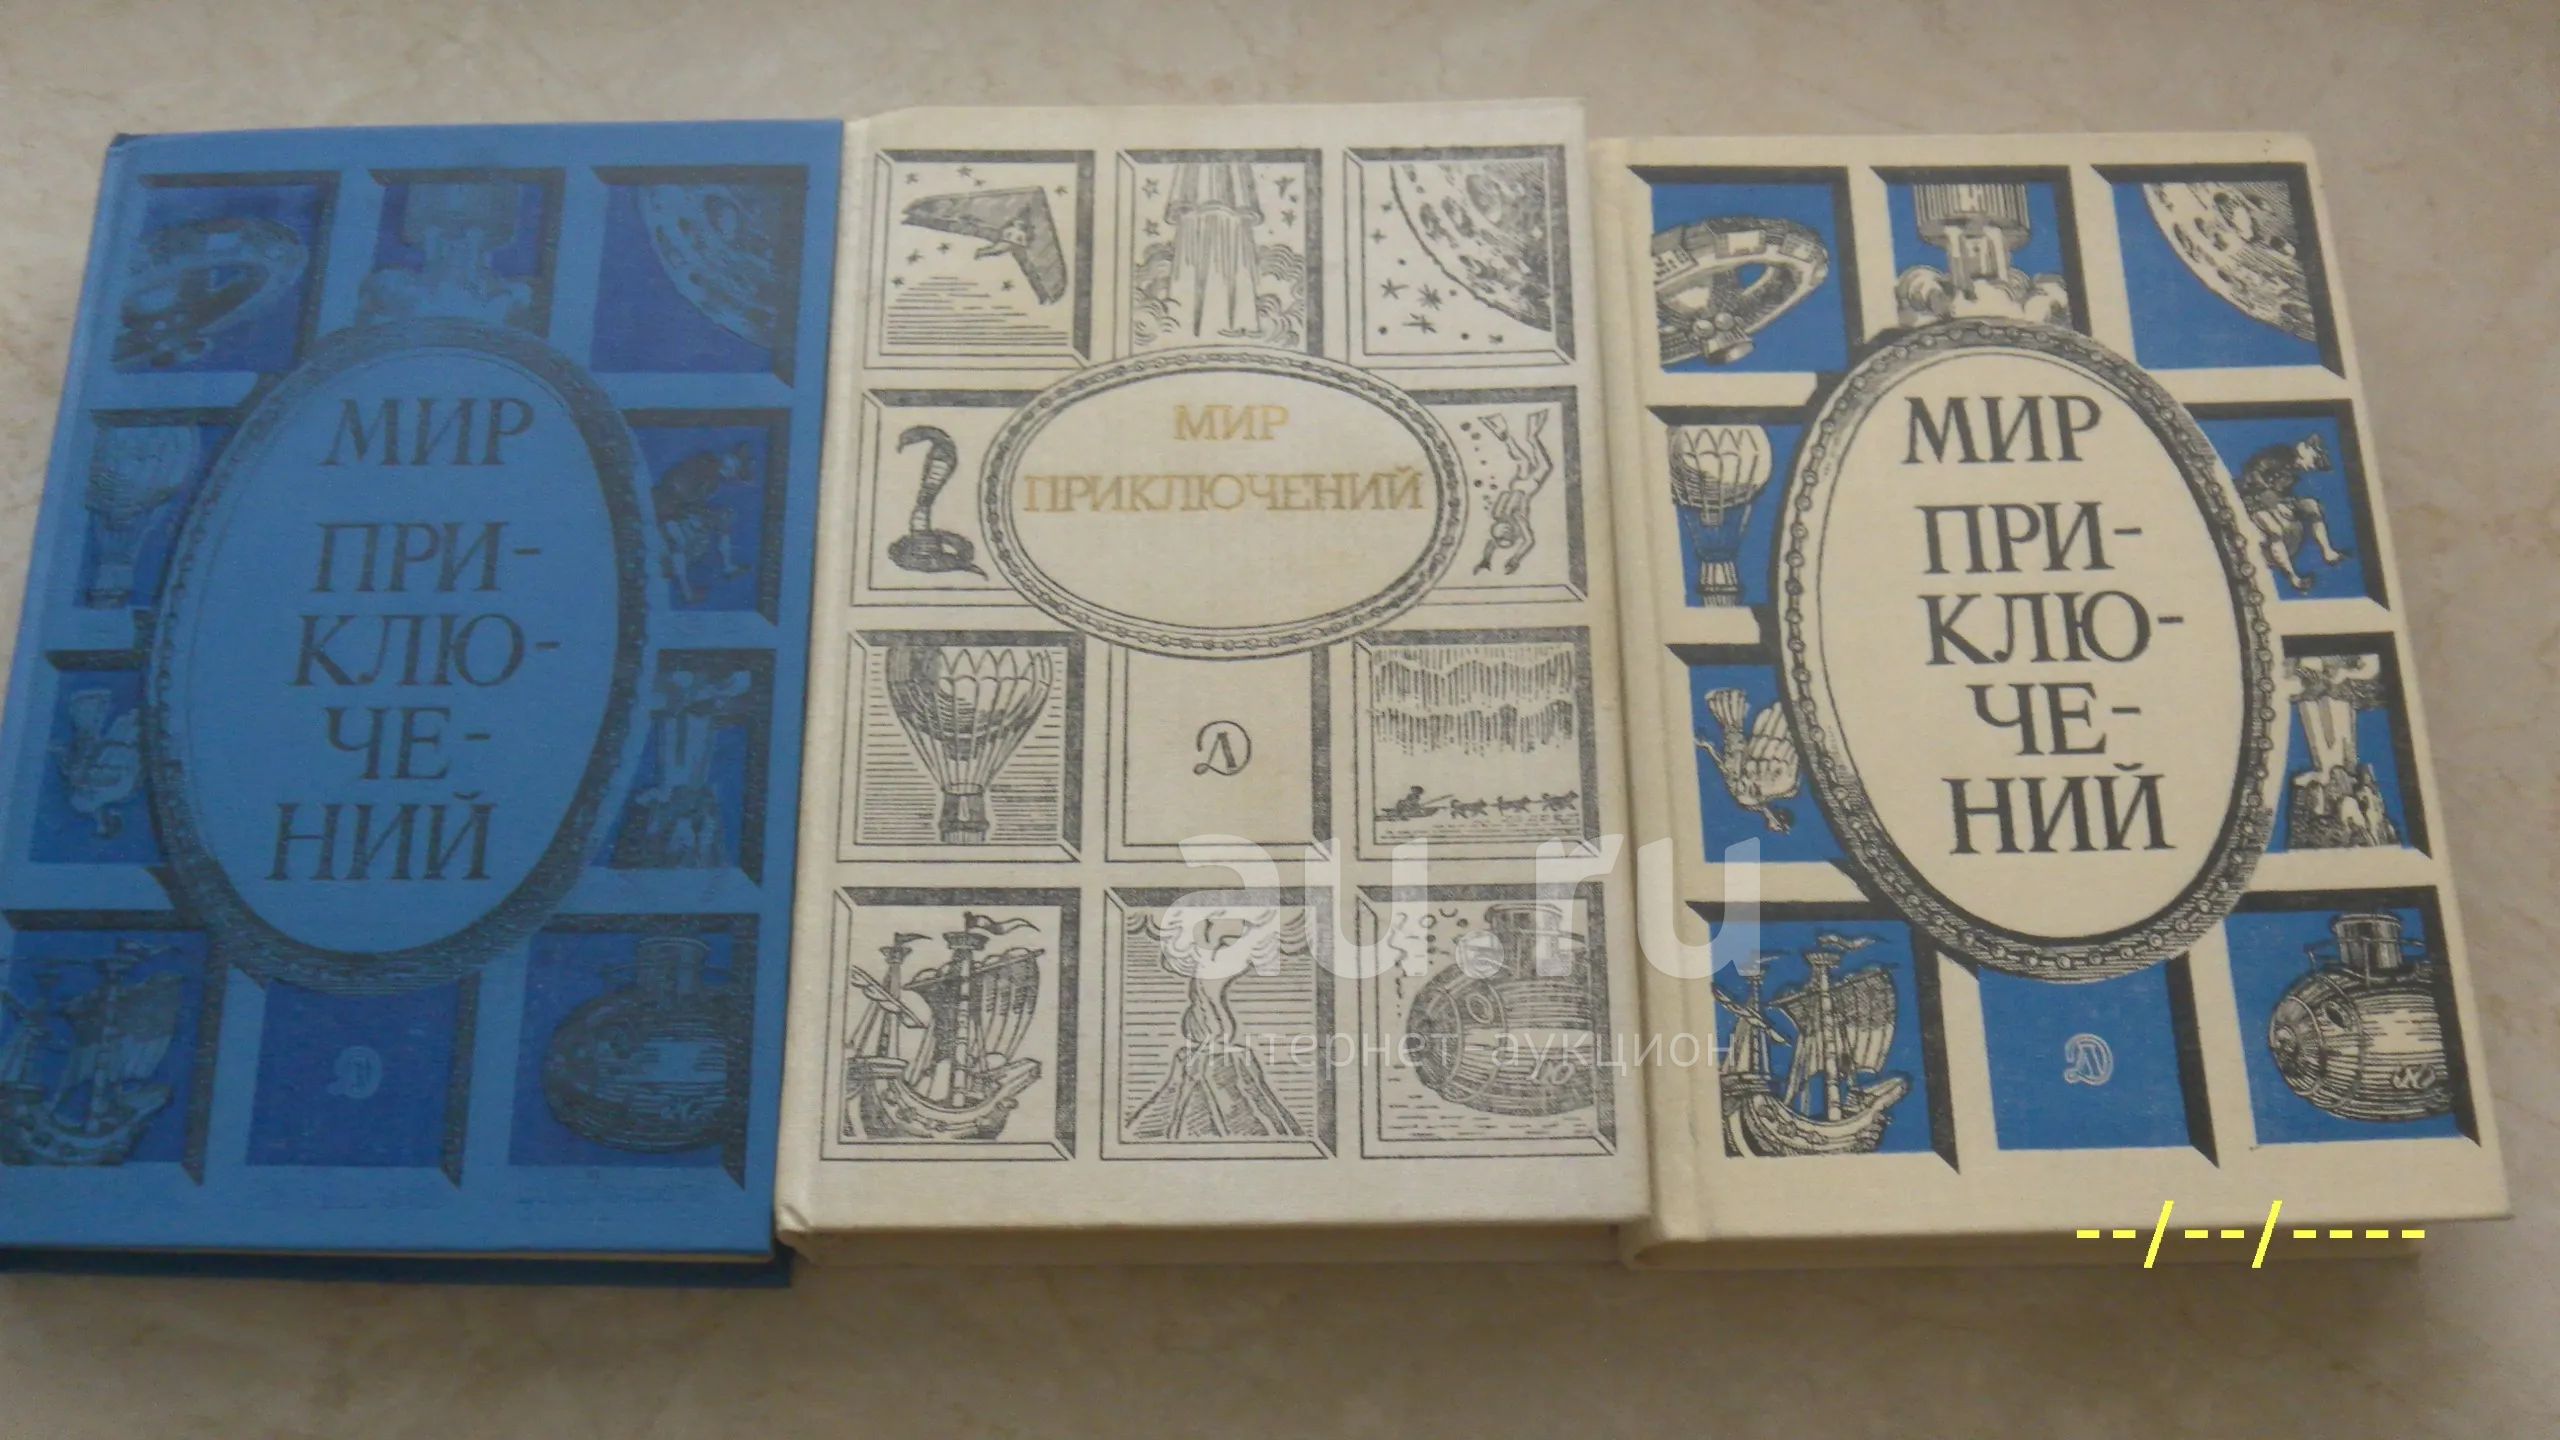 МИР
ПРИ-
КЛЮ-
ЧЕ-
НИЙ
Д
МИР
ПРИКЛЮЧЕНИЙ
Д
МИР
ПРИ-
КЛЮ-
ЧЕ-
НИЙ
Д
au.ru
интернет аукцион
--/--/----